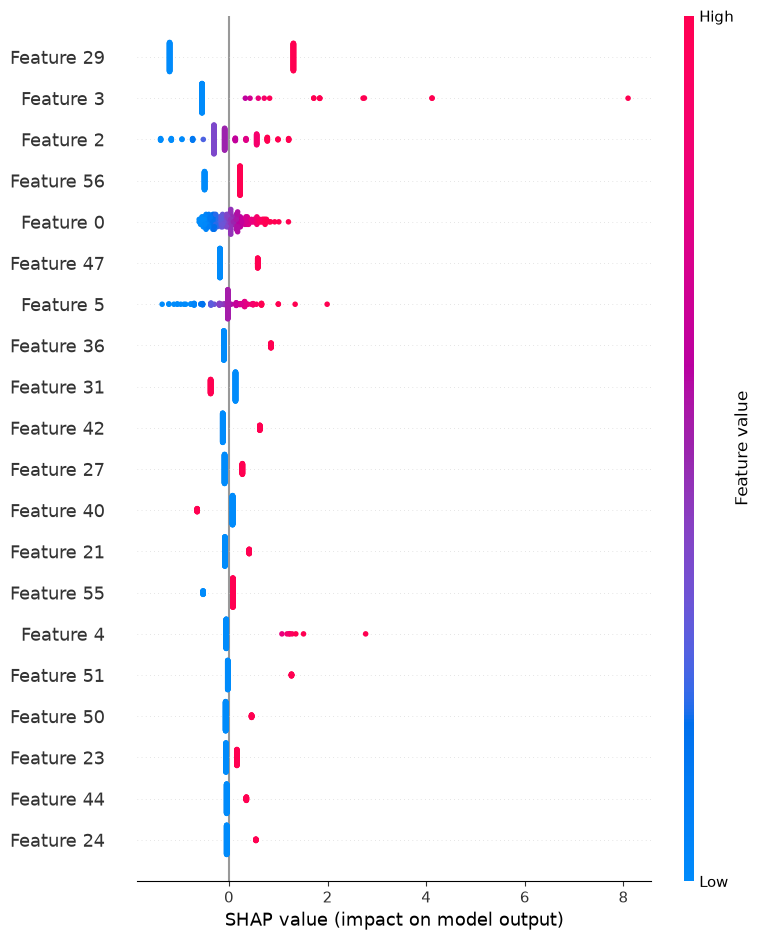 High
Feature 29
Feature 3
Feature 2
Feature 56
Feature 0
Feature 47
Feature 5
Feature 36
Feature 31
Feature 42
Feature 27
Feature 40
Feature 21
Feature 55
Feature 4
Feature 51
Feature 50
Feature 23
Feature 44
Feature 24
Feature value
Low
0 2 4 6 8
SHAP value (impact on model output)